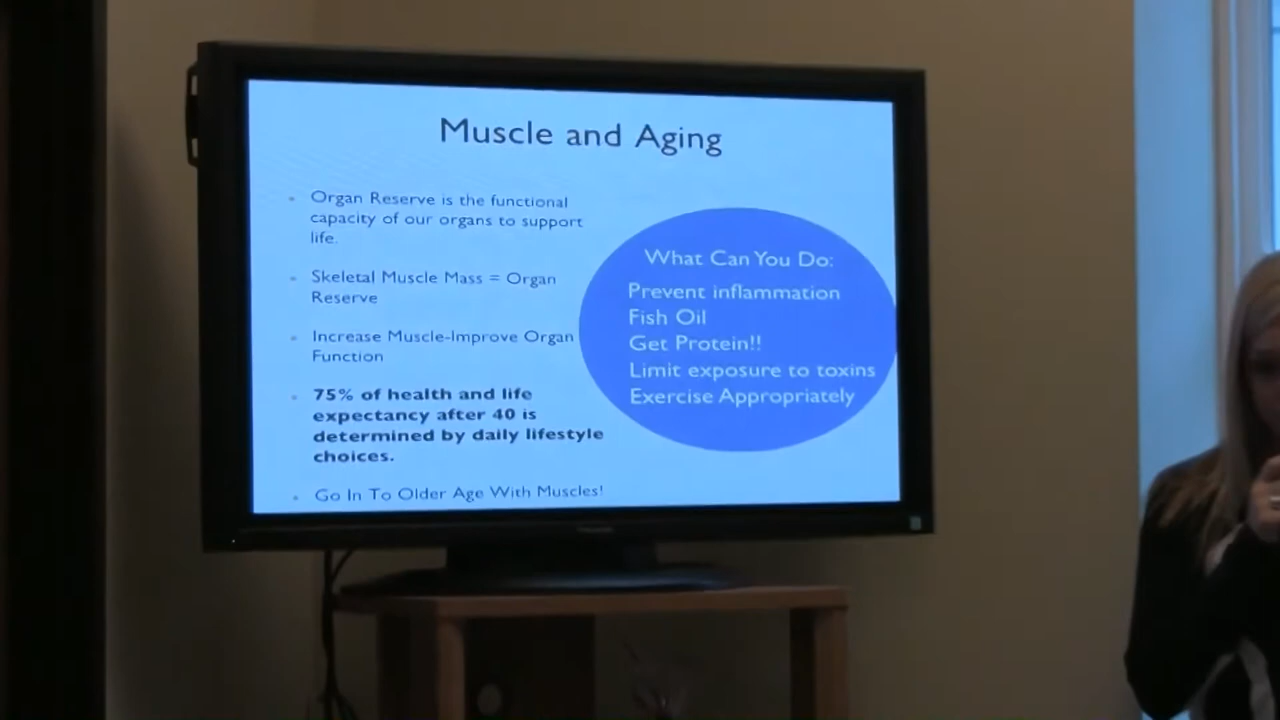 Muscle and Aging
Organ Reserve is the functional
capacity of our organs to support
life.
Skeletal Muscle Mass = Organ
Reserve
Increase Muscle-Improve Organ
Function
75% of health and life
expectancy after 40 is
determined by daily lifestyle
choices.
Go In To Older Age With Muscles!
What Can You Do:
Prevent inflammation
Fish Oil
Get Protein!!
Limit exposure to toxins
Exercise Appropriately